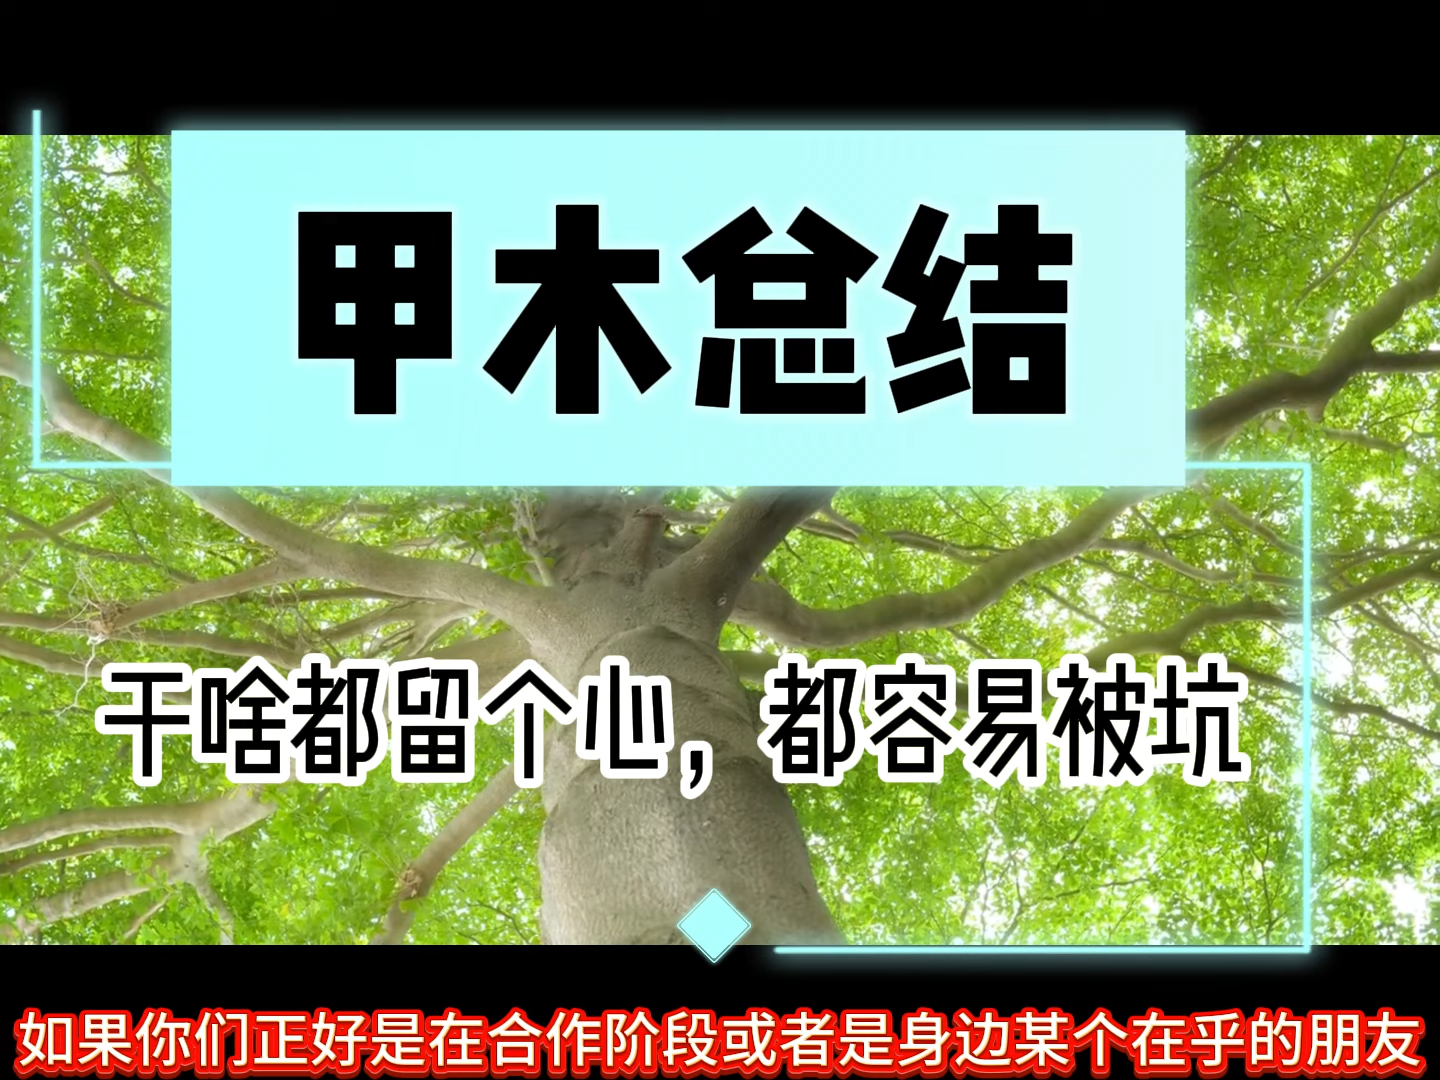 甲木总结
干啥都留个心，都容易被坑
如果你们正好是在合作阶段或者是身边某个在乎的朋友